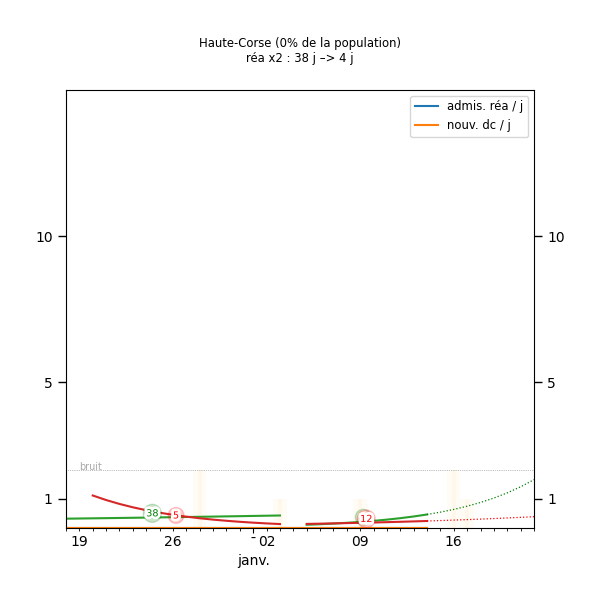 Haute-Corse (0% de la population)
réa x2 : 38 j –> 4 j
admis. réa / j
nouv. dc / j
10 10
5 5
bruit
1 1
38 5 12
19 26 - 02 09 16
janv.